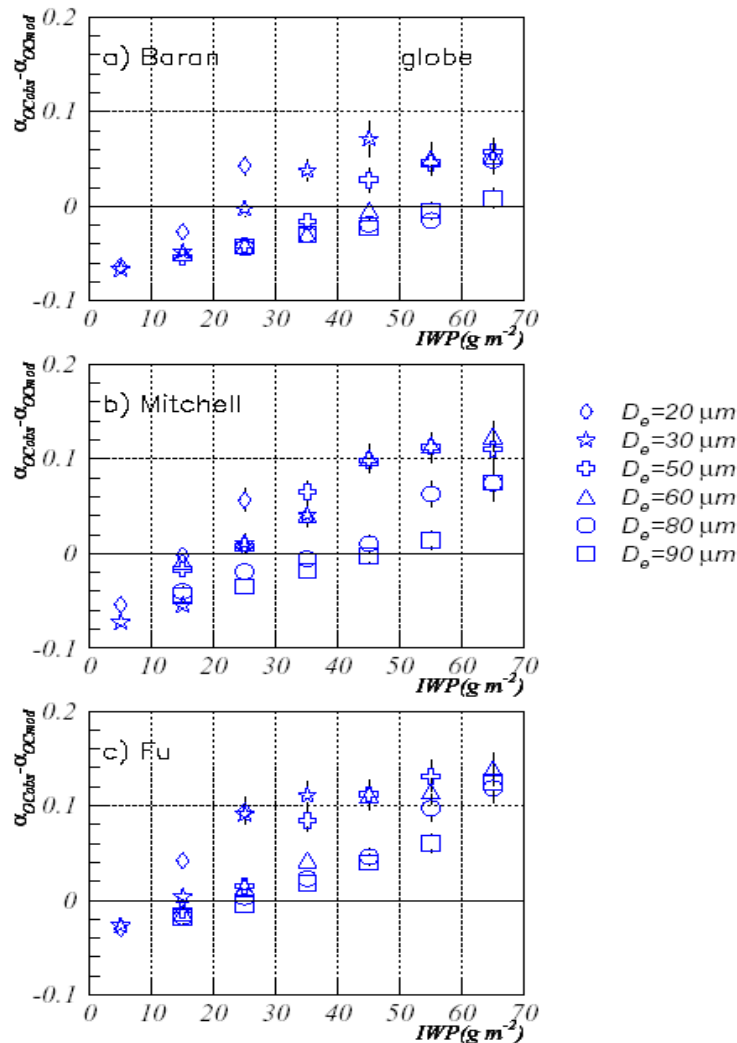 0.2
a) Baran globe
α_OCobs-α_OCmod
0.1
0
-0.1
0 10 20 30 40 50 60 70
IWP(g m⁻²)
0.2
b) Mitchell
α_OCobs-α_OCmod
0.1
0
-0.1
0 10 20 30 40 50 60 70
IWP(g m⁻²)
0.2
c) Fu
α_OCobs-α_OCmod
0.1
0
-0.1
0 10 20 30 40 50 60 70
IWP(g m⁻²)
D_e=20 μm
D_e=30 μm
D_e=50 μm
D_e=60 μm
D_e=80 μm
D_e=90 μm